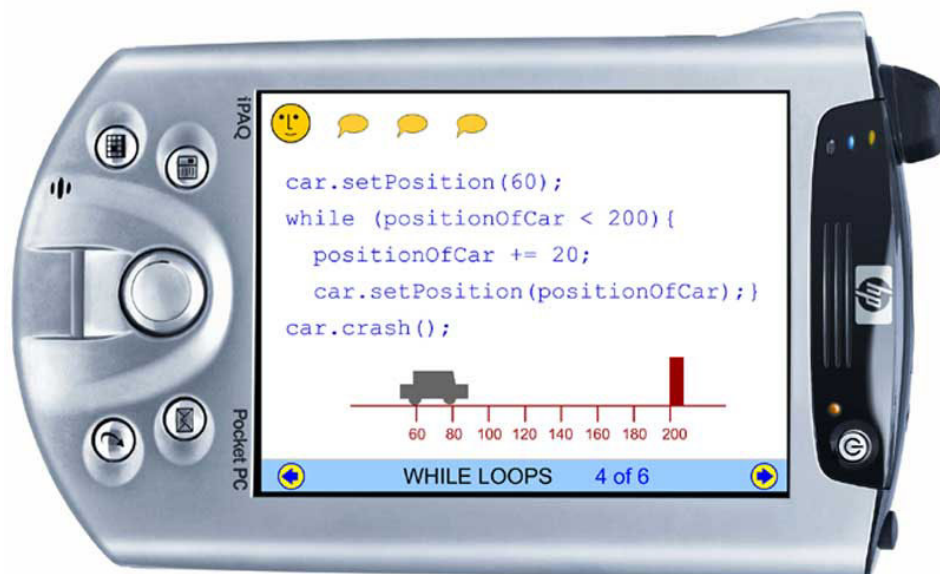 iPAQ
Pocket PC
car.setPosition(60);
while (positionOfCar < 200){
positionOfCar += 20;
car.setPosition(positionOfCar);}
car.crash();
60 80 100 120 140 160 180 200
WHILE LOOPS 4 of 6
hp